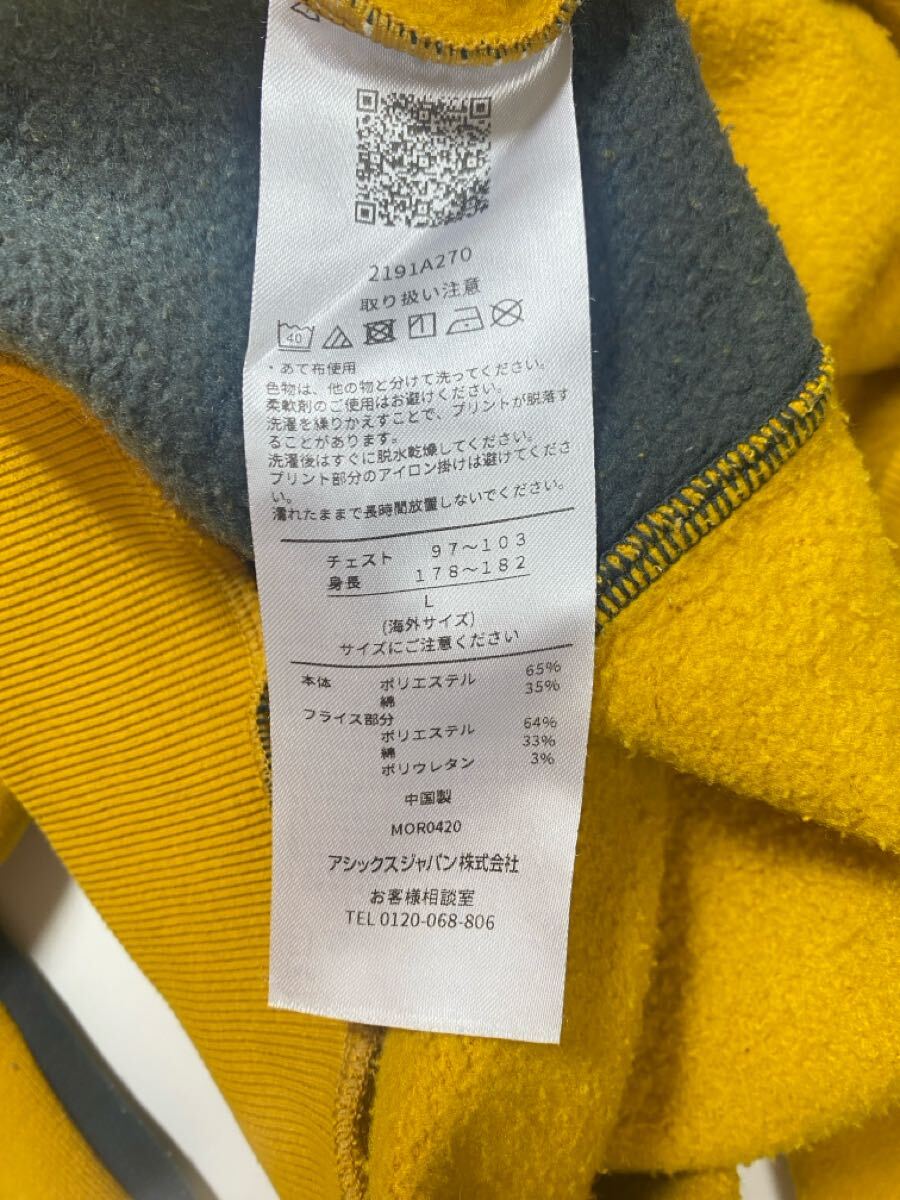 2191A270
取り扱い注意
40
・あて布使用
色物は、他の物と分けて洗ってください。
柔軟剤のご使用はお避けください。
洗濯を繰りかえすことで、プリントが脱落す
ることがあります。
洗濯後はすぐに脱水乾燥してください。
プリント部分のアイロン掛けは避けてくださ
い。
濡れたままで長時間放置しないでください。
チェスト 97～103
身長 178～182
L
(海外サイズ)
サイズにご注意ください
本体 ポリエステル 65%
綿 35%
フライス部分
ポリエステル 64%
綿 33%
ポリウレタン 3%
中国製
MOR0420
アシックスジャパン株式会社
お客様相談室
TEL 0120-068-806